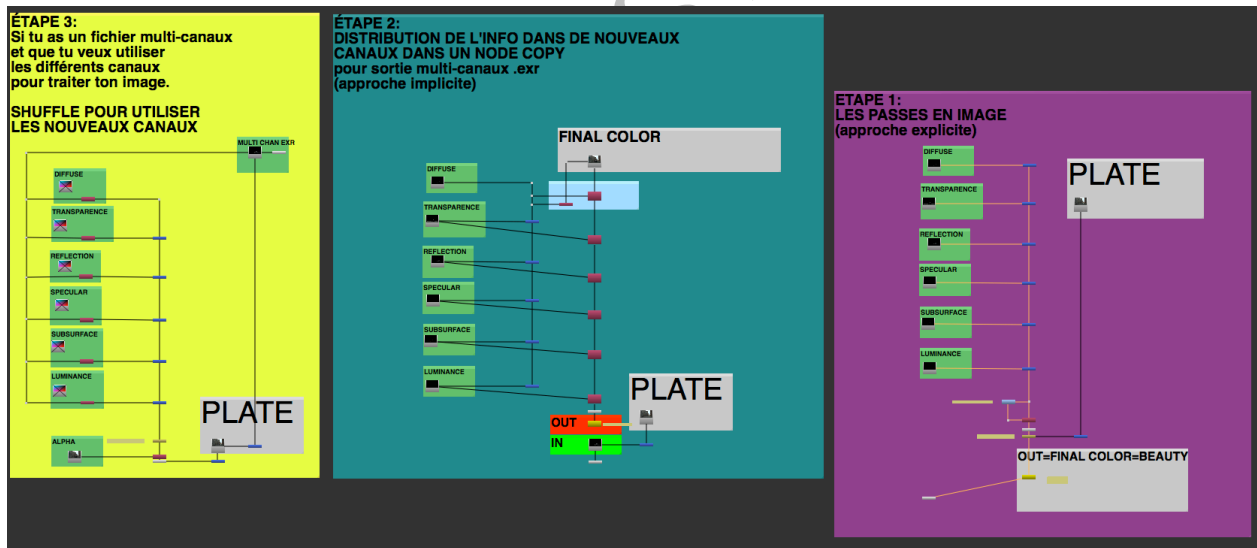 ÉTAPE 3:
Si tu as un fichier multi-canaux
et que tu veux utiliser
les différents canaux
pour traiter ton image.
SHUFFLE POUR UTILISER
LES NOUVEAUX CANAUX
MULTI CHAN EXR
DIFFUSE
TRANSPARENCE
REFLECTION
SPECULAR
SUBSURFACE
LUMINANCE
PLATE
ALPHA
ÉTAPE 2:
DISTRIBUTION DE L'INFO DANS DE NOUVEAUX
CANAUX DANS UN NODE COPY
pour sortie multi-canaux .exr
(approche implicite)
FINAL COLOR
DIFFUSE
TRANSPARENCE
REFLECTION
SPECULAR
SUBSURFACE
LUMINANCE
PLATE
OUT
IN
ETAPE 1:
LES PASSES EN IMAGE
(approche explicite)
DIFFUSE
PLATE
TRANSPARENCE
REFLECTION
SPECULAR
SUBSURFACE
LUMINANCE
OUT=FINAL COLOR=BEAUTY